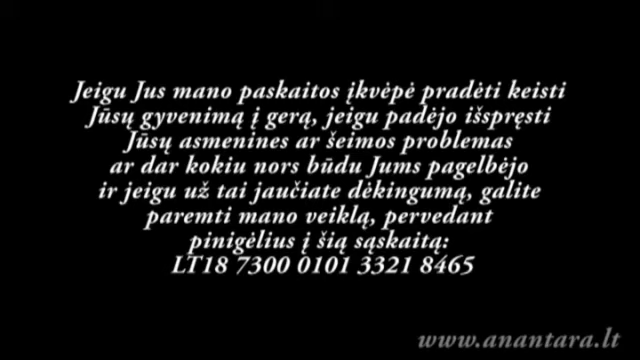 Jeigu Jus mano paskaitos įkvėpė pradėti keisti
Jūsų gyvenimą į gerą, jeigu padėjo išspręsti
Jūsų asmenines ar šeimos problemas
ar dar kokiu nors būdu Jums pagelbėjo
ir jeigu už tai jaučiate dėkingumą, galite
paremti mano veiklą, pervedant
pinigėlius į šią sąskaitą:
LT18 7300 0101 3321 8465
www.anantara.lt